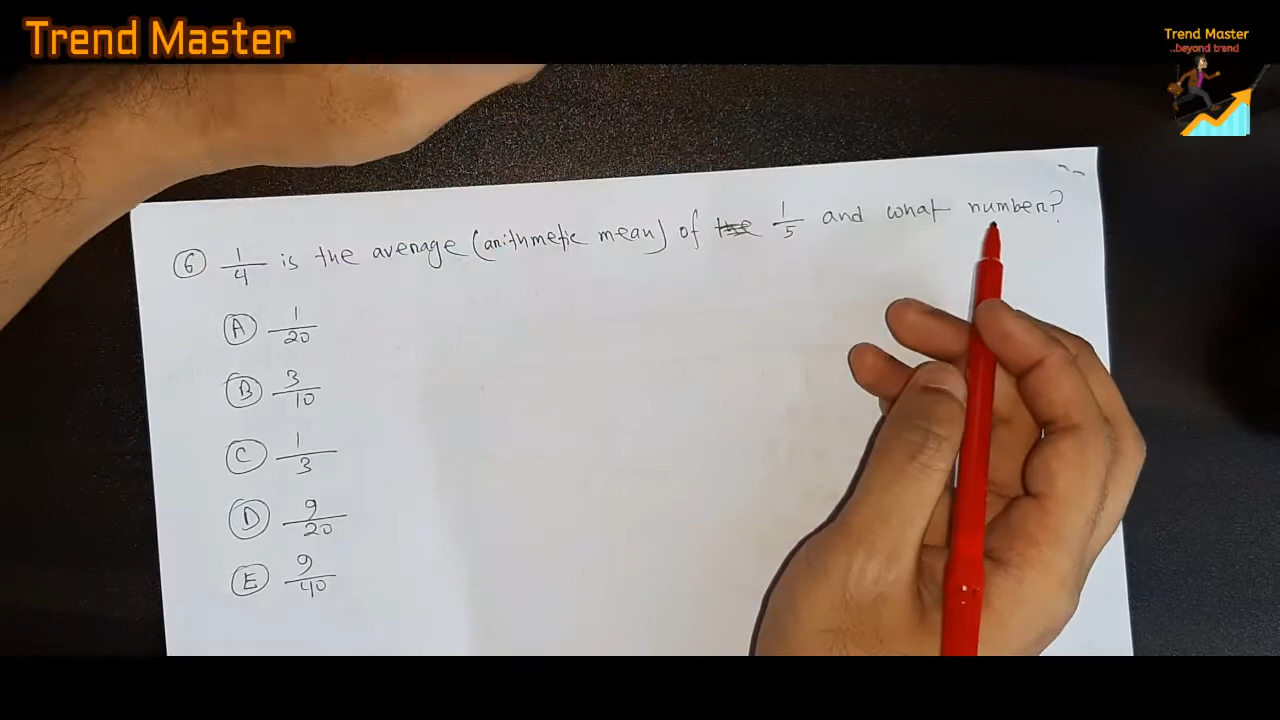 Trend Master
Trend Master
..beyond trend
6 1/4 is the average (arithmetic mean) of 1/5 and what number?
A 1/20
B 3/10
C 1/3
D 9/20
E 9/40